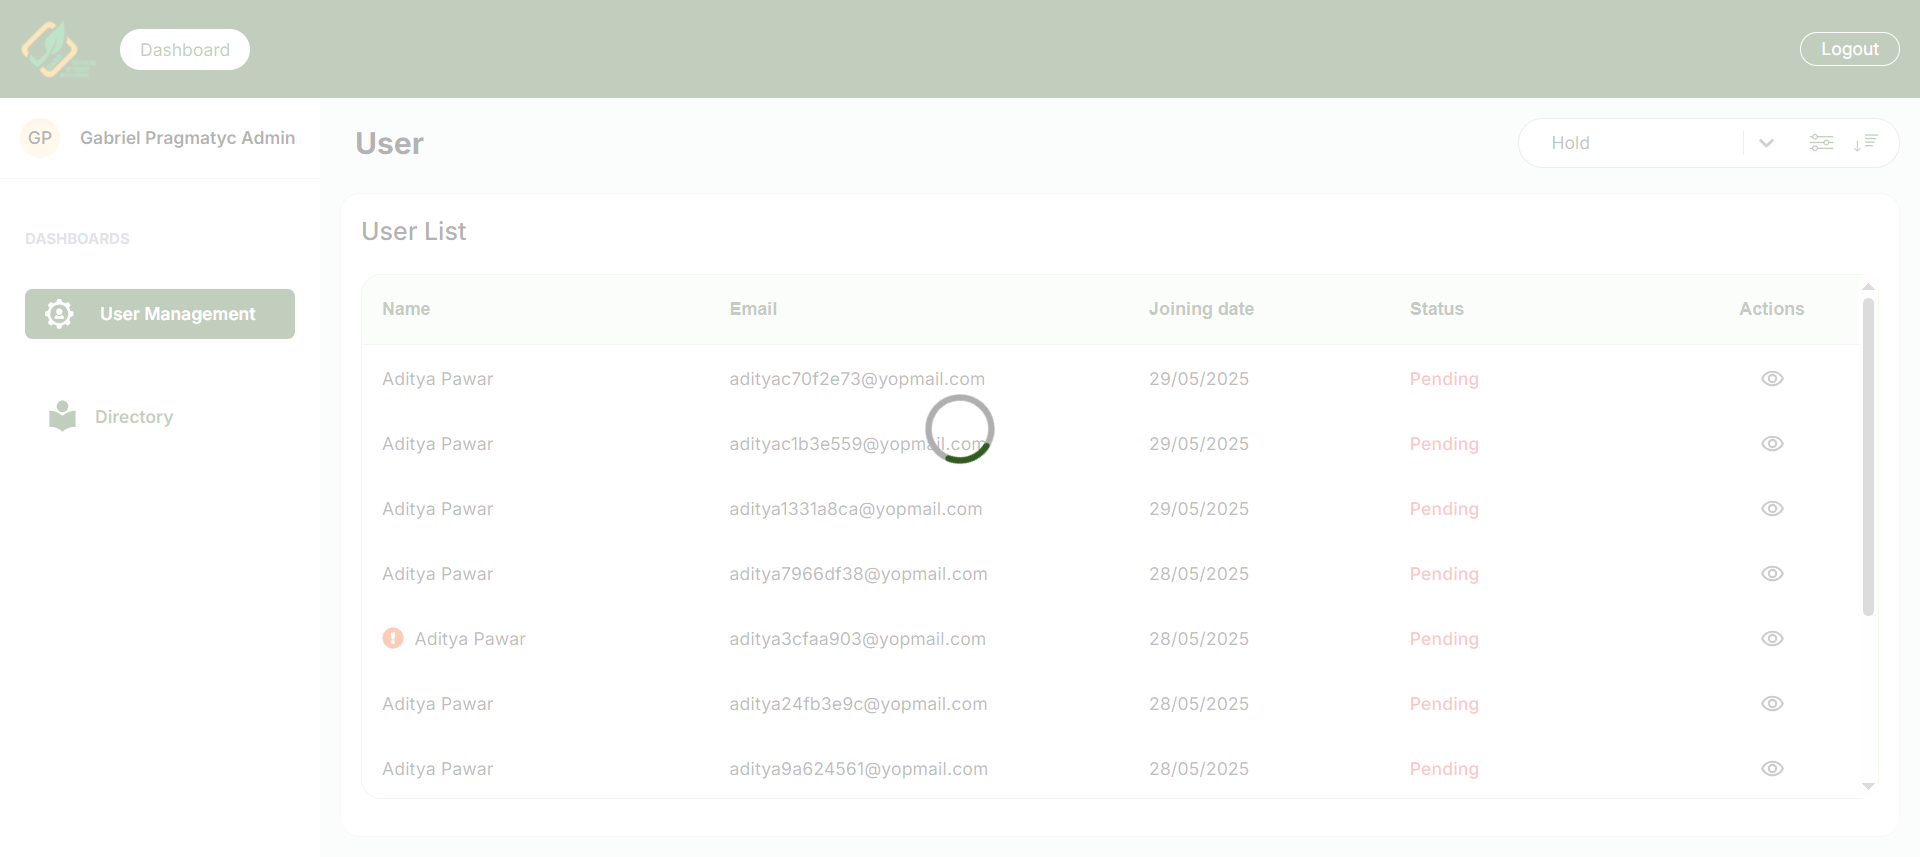 Dashboard
Logout
GP Gabriel Pragmatyc Admin
User
Hold
DASHBOARDS
User List
User Management
Directory
Name Email Joining date Status Actions
Aditya Pawar adityac70f2e73@yopmail.com 29/05/2025 Pending
Aditya Pawar adityac1b3e559@yopmail.com 29/05/2025 Pending
Aditya Pawar aditya1331a8ca@yopmail.com 29/05/2025 Pending
Aditya Pawar aditya7966df38@yopmail.com 28/05/2025 Pending
Aditya Pawar aditya3cfaa903@yopmail.com 28/05/2025 Pending
Aditya Pawar aditya24fb3e9c@yopmail.com 28/05/2025 Pending
Aditya Pawar aditya9a624561@yopmail.com 28/05/2025 Pending